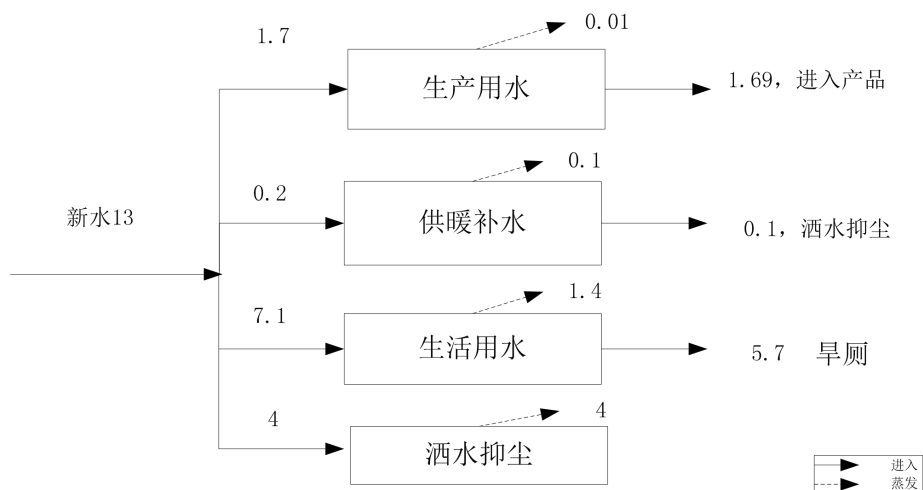 0.01
1.7
生产用水
1.69，进入产品
0.1
0.2
供暖补水
0.1，洒水抑尘
新水13
1.4
7.1
生活用水
5.7 旱厕
4
4
洒水抑尘
进入
蒸发